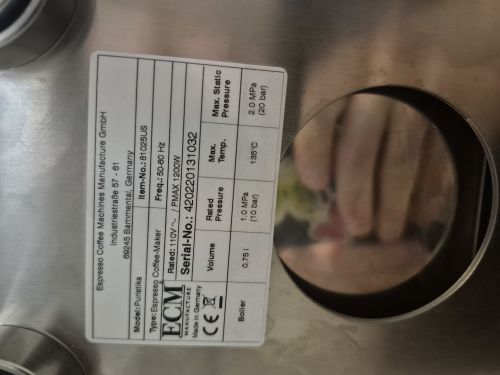 Espresso Coffee Machines Manufacture GmbH
Industriestraße 57 - 61
69245 Bammental, Germany
Model: Puristika
Item-No.: 81025US
Type: Espresso Coffee-Maker
Freq.: 50-60 Hz
Rated: 110V~ / PMAX 1200W
ECM
MANUFACTURE
Made in Germany
CE
Serial-No.: 420220131032
Volume
Rated Pressure
Max. Temp.
Max. Static Pressure
Boiler
0,75 l
1.0 MPa (10 bar)
135°C
2.0 MPa (20 bar)